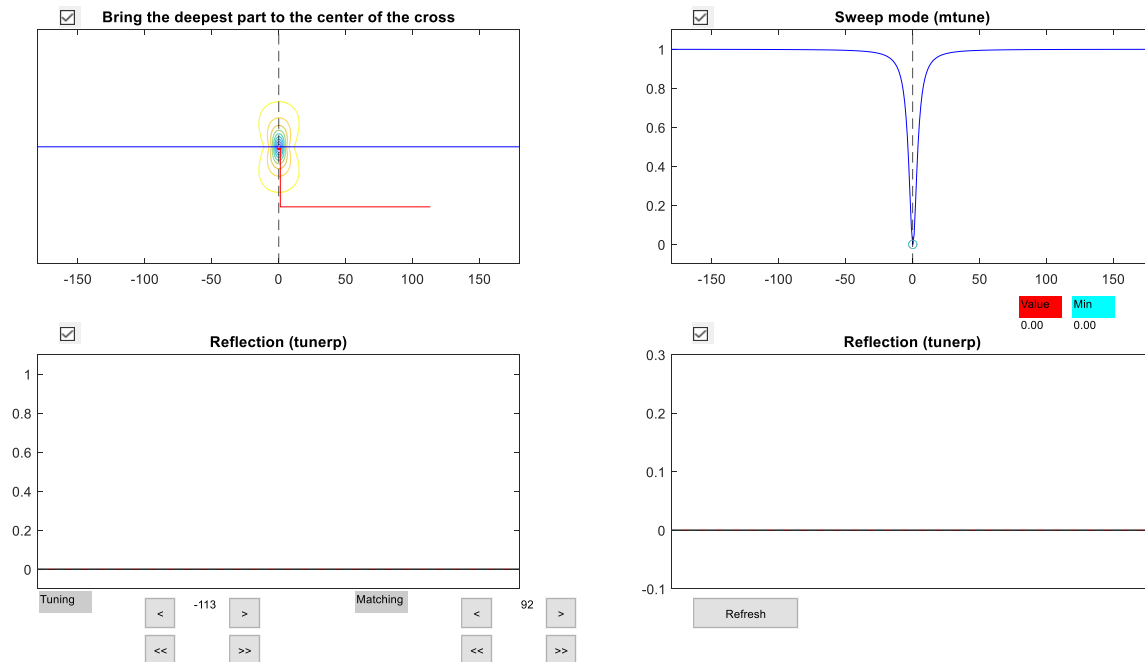 Bring the deepest part to the center of the cross
-150 -100 -50 0 50 100 150
Sweep mode (mtune)
1
0.8
0.6
0.4
0.2
0
-150 -100 -50 0 50 100 150
Value Min
0.00 0.00
Reflection (tunerp)
1
0.8
0.6
0.4
0.2
0
Reflection (tunerp)
0.3
0.2
0.1
0
-0.1
Tuning
< -113 >
<< >>
Matching
< 92 >
<< >>
Refresh